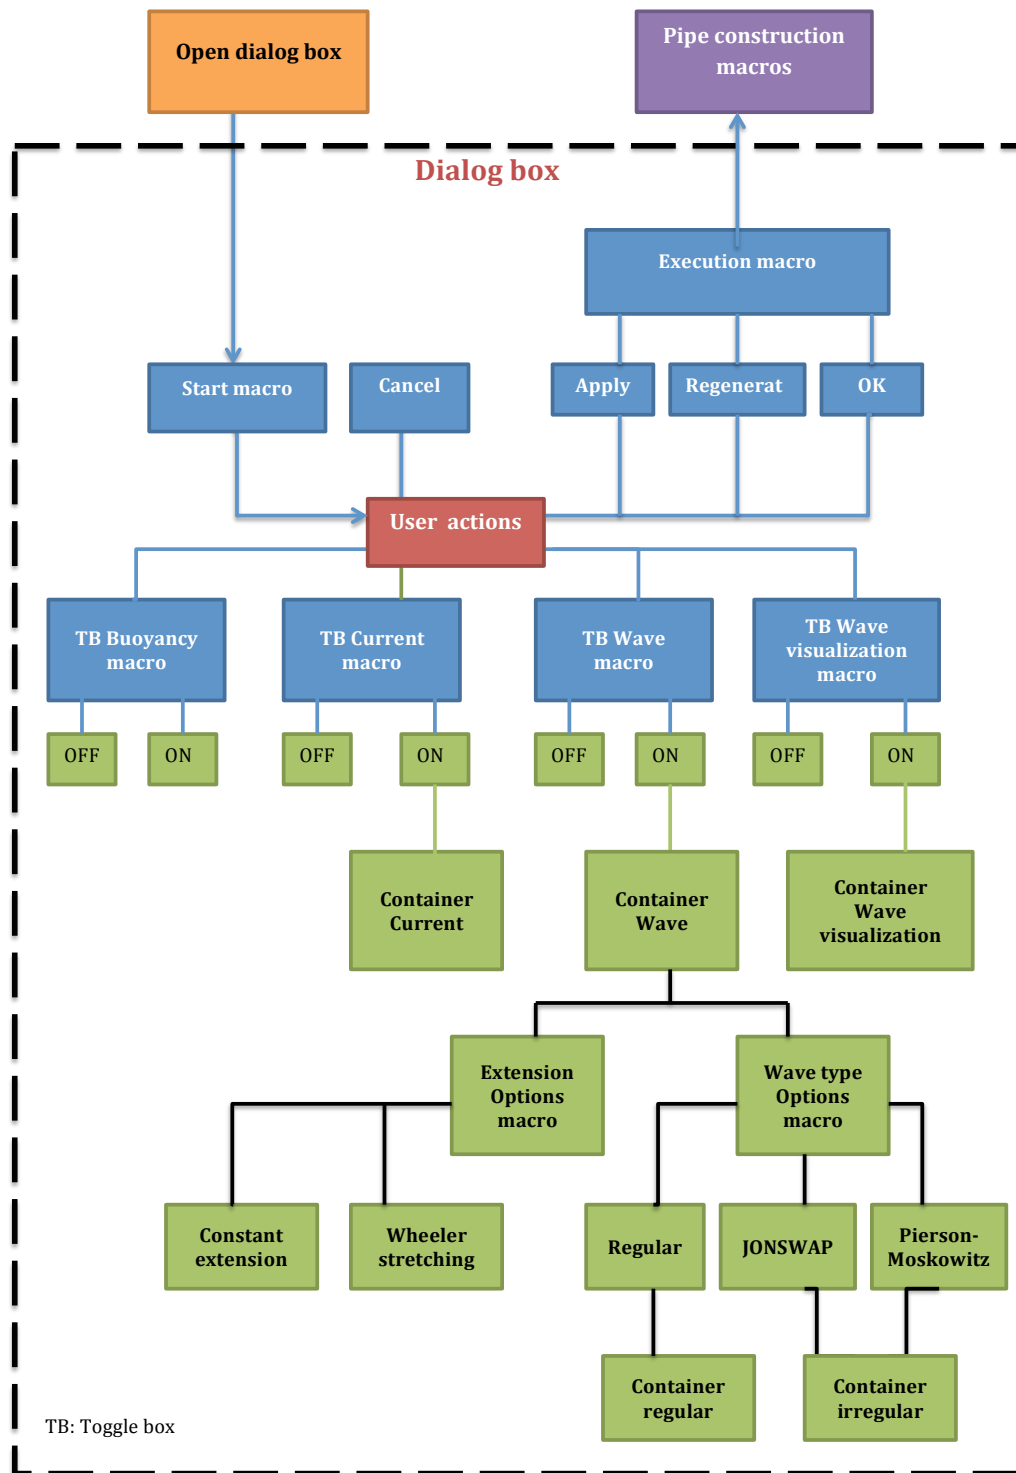 Open dialog box
Pipe construction
macros
Dialog box
Execution macro
Start macro
Cancel
Apply
Regenerat
OK
User actions
TB Buoyancy
macro
TB Current
macro
TB Wave
macro
TB Wave
visualization
macro
OFF
ON
OFF
ON
OFF
ON
OFF
ON
Container
Current
Container
Wave
Container
Wave
visualization
Extension
Options
macro
Wave type
Options
macro
Constant
extension
Wheeler
stretching
Regular
JONSWAP
Pierson-
Moskowitz
Container
regular
Container
irregular
TB: Toggle box